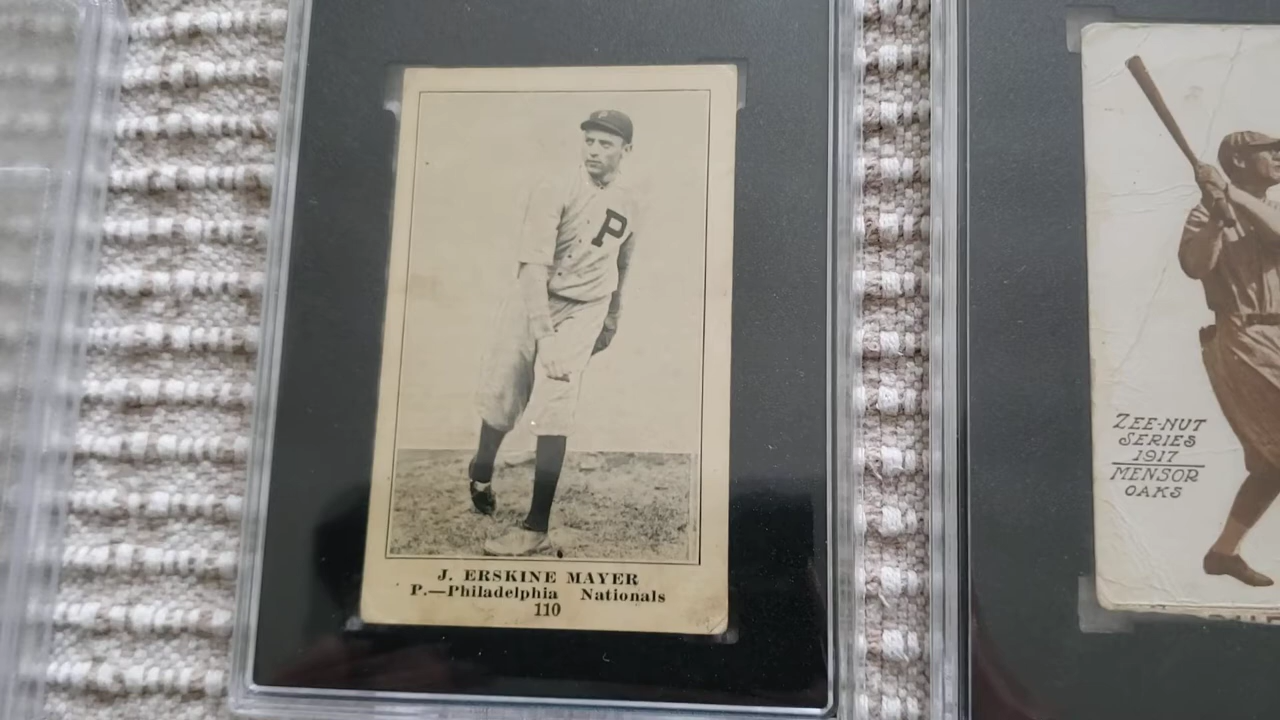 P
P
J. ERSKINE MAYER
P.—Philadelphia Nationals
110
ZEE-NUT
SERIES
1917
MENSOR
OAKS